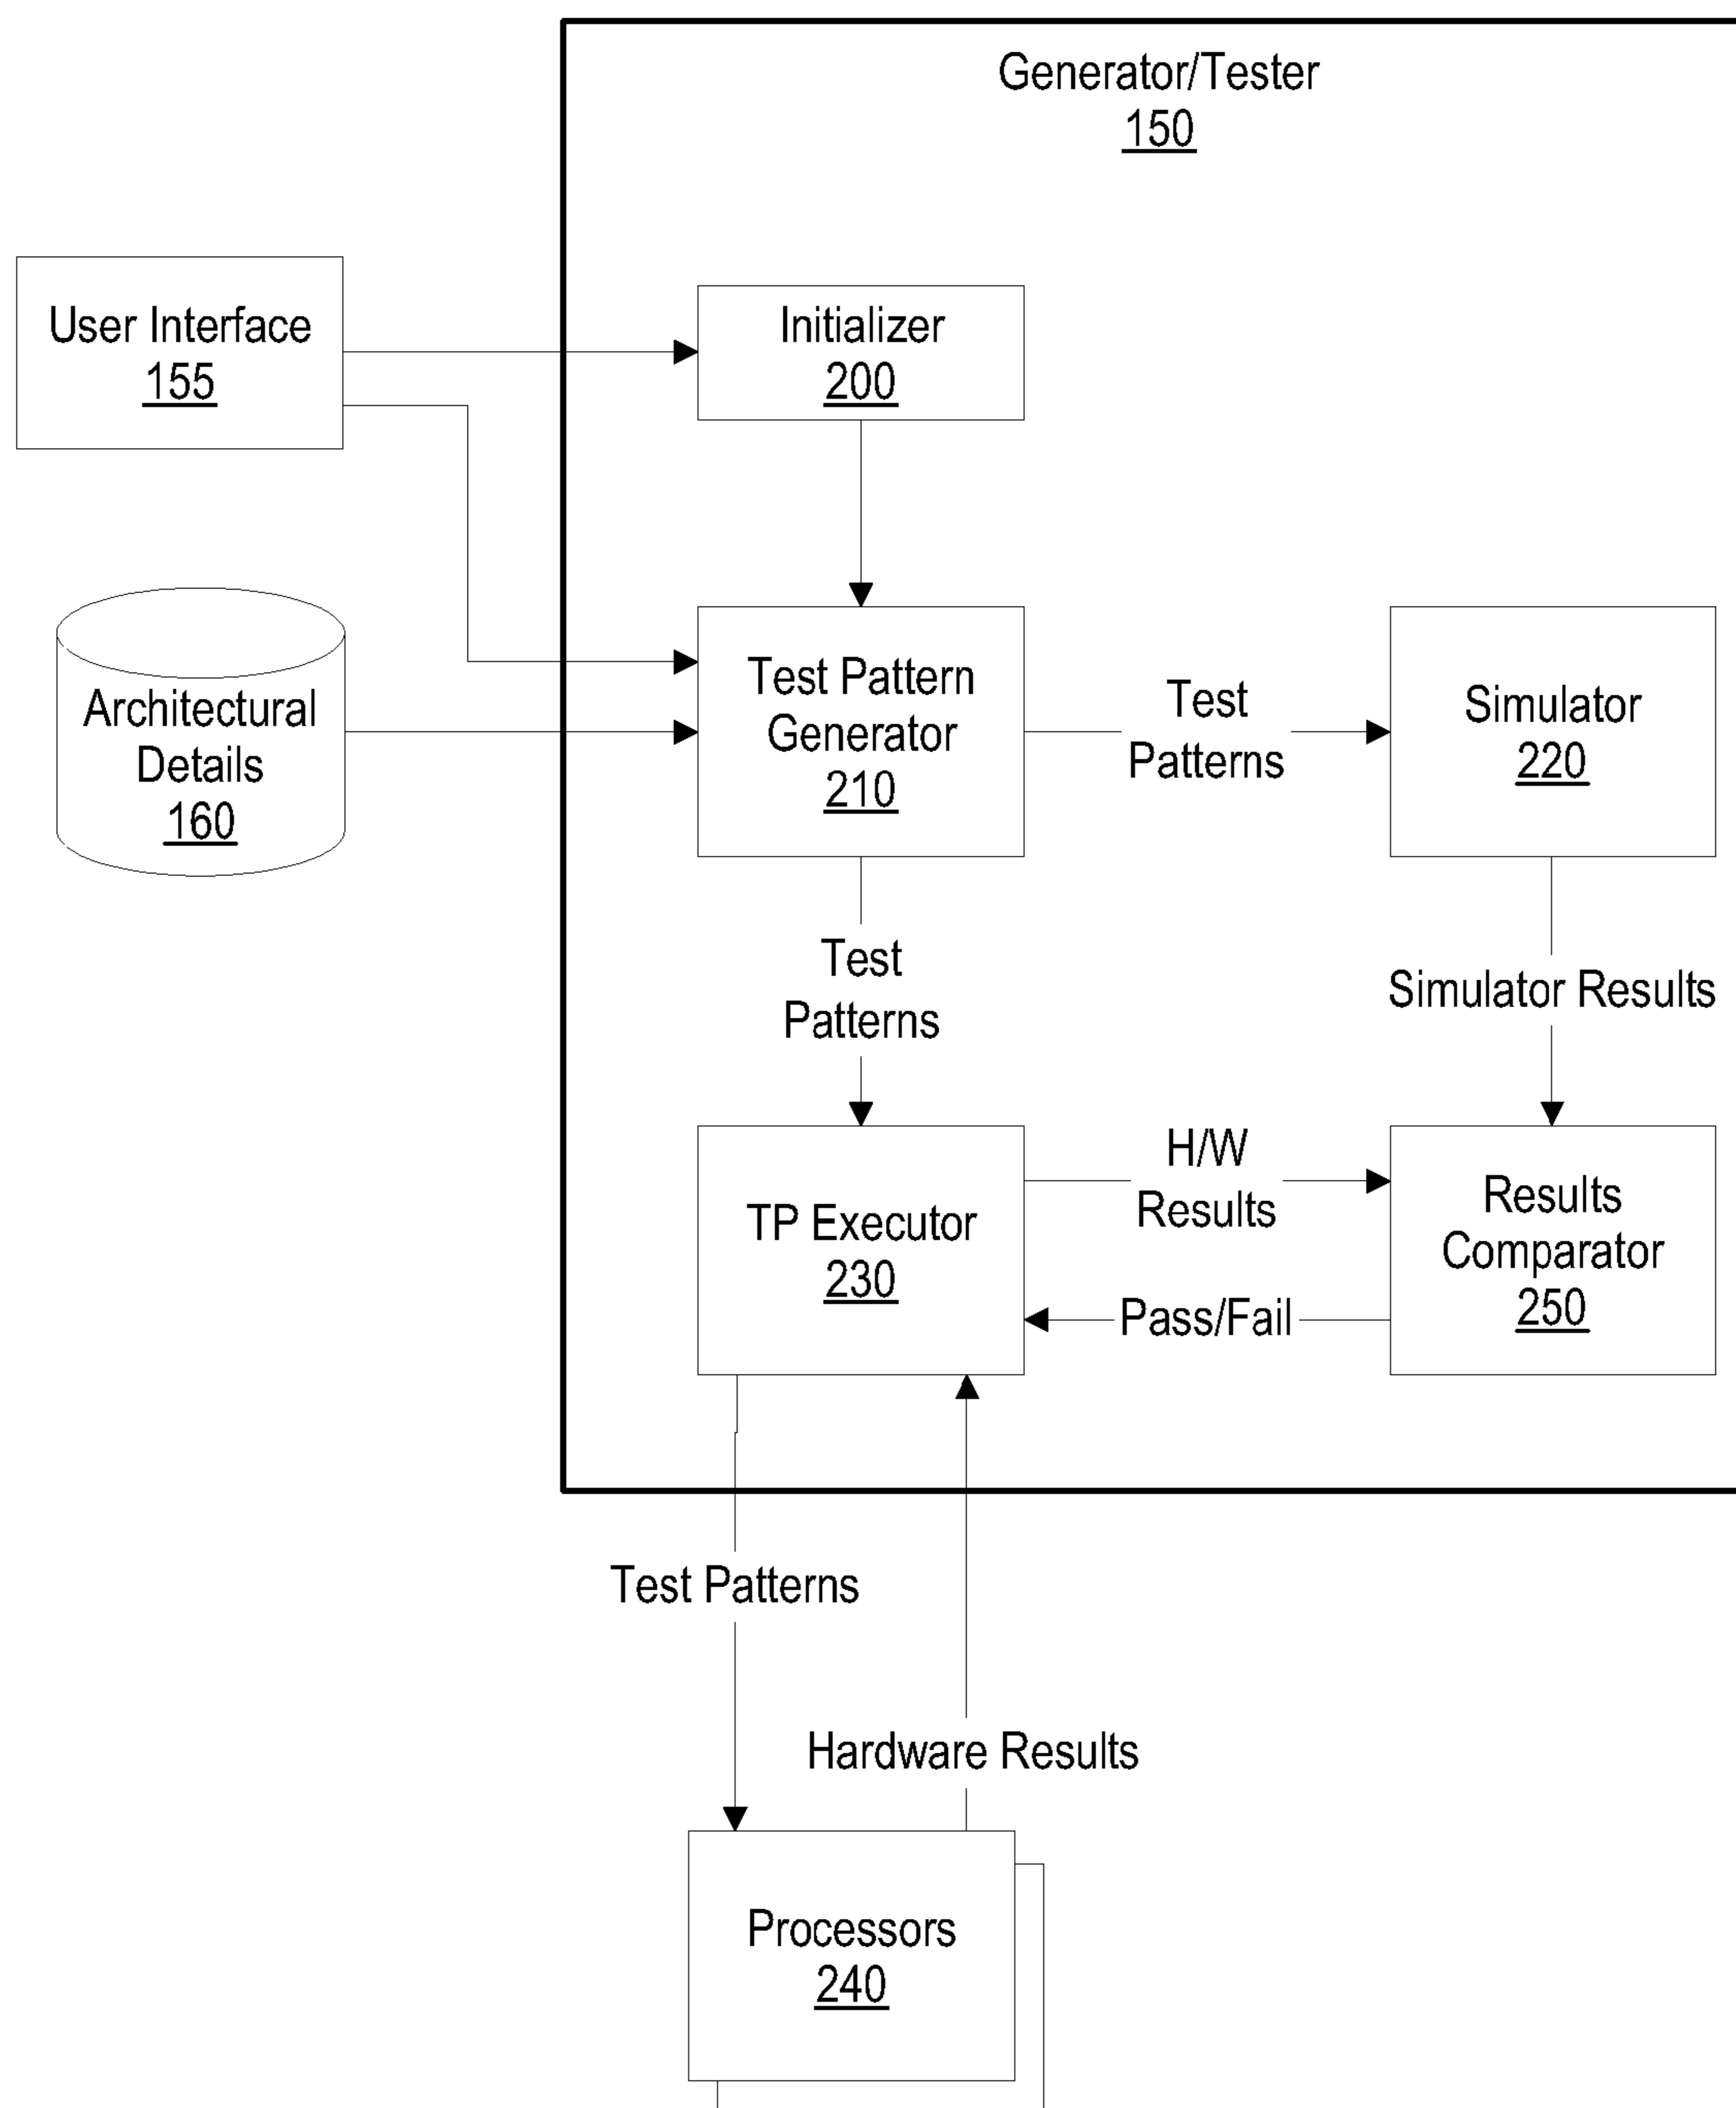 Generator/Tester
150
User Interface
155
Initializer
200
Architectural
Details
160
Test Pattern
Generator
210
Test
Patterns
Simulator
220
Test
Patterns
Simulator Results
TP Executor
230
H/W
Results
Pass/Fail
Results
Comparator
250
Test Patterns
Hardware Results
Processors
240